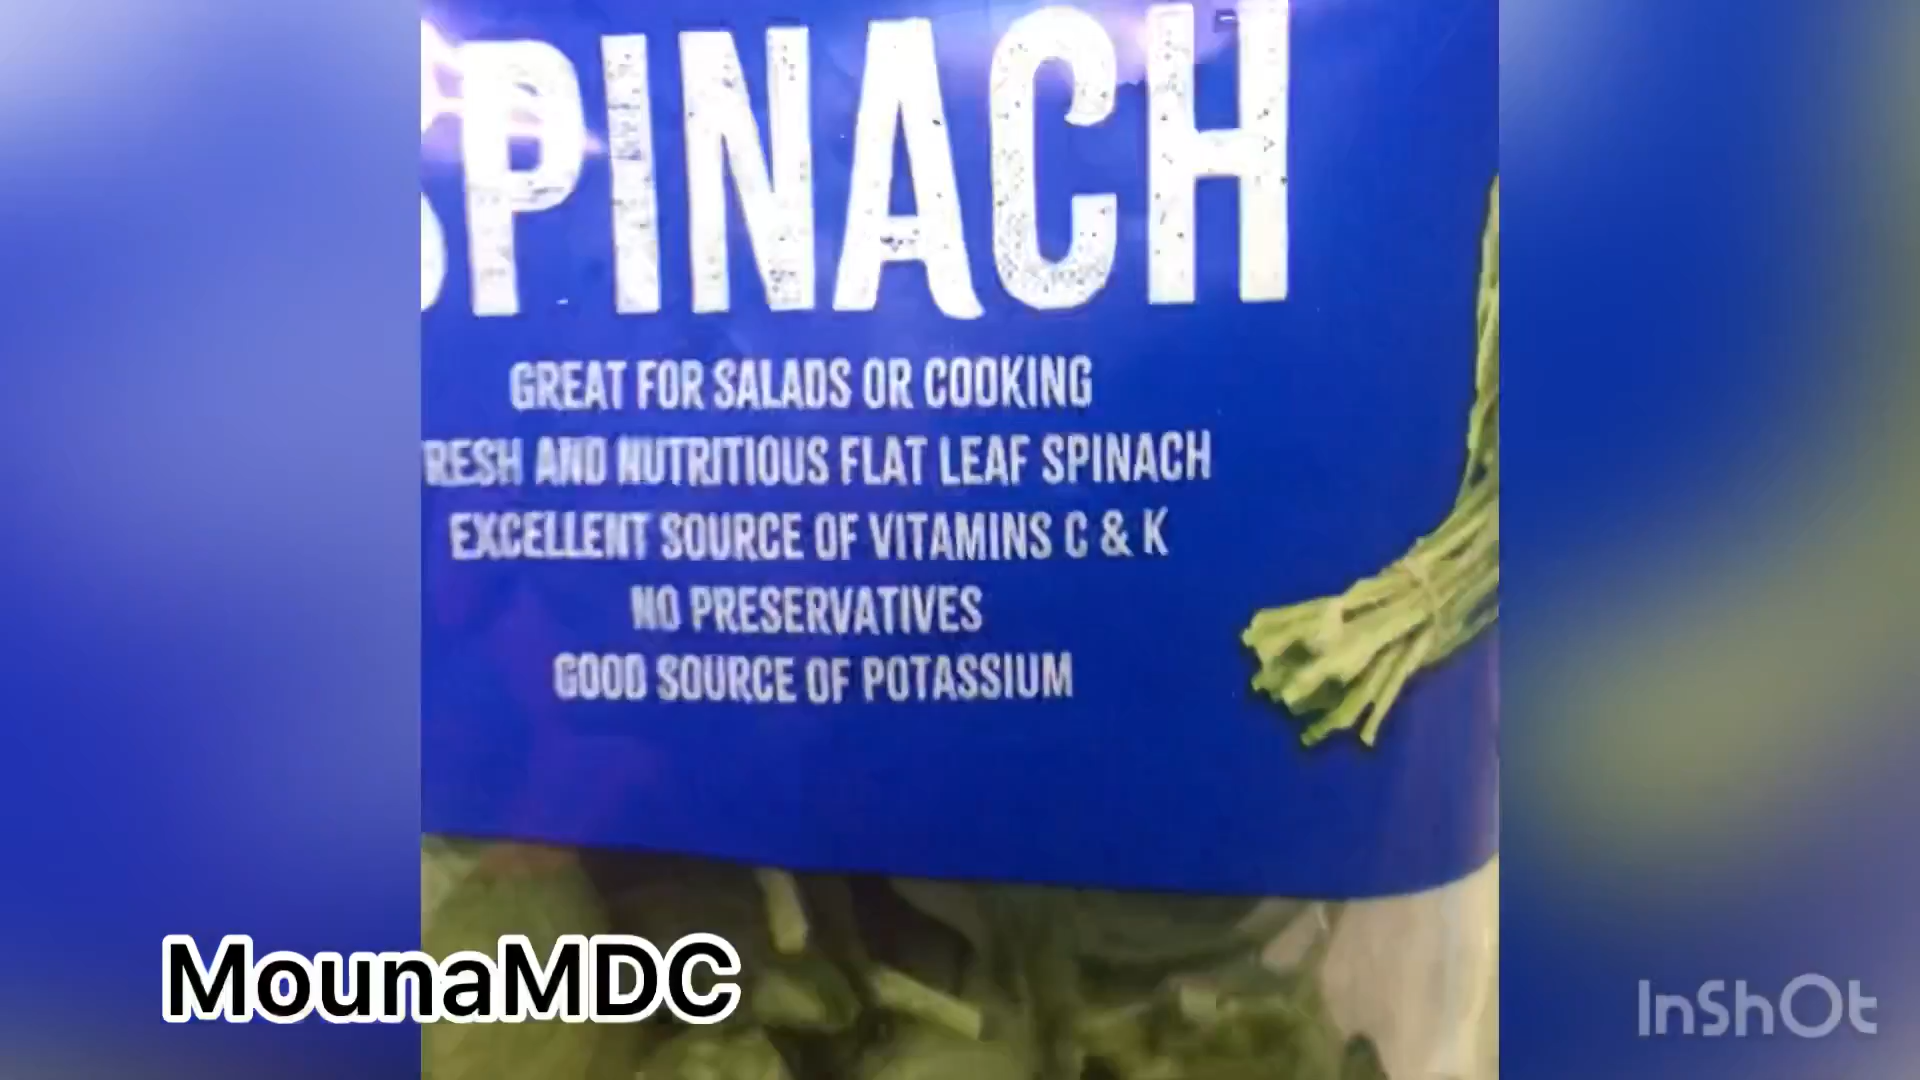 SPINACH
GREAT FOR SALADS OR COOKING
RESH AND NUTRITIOUS FLAT LEAF SPINACH
EXCELLENT SOURCE OF VITAMINS C & K
NO PRESERVATIVES
GOOD SOURCE OF POTASSIUM
MounaMDC
InShOt